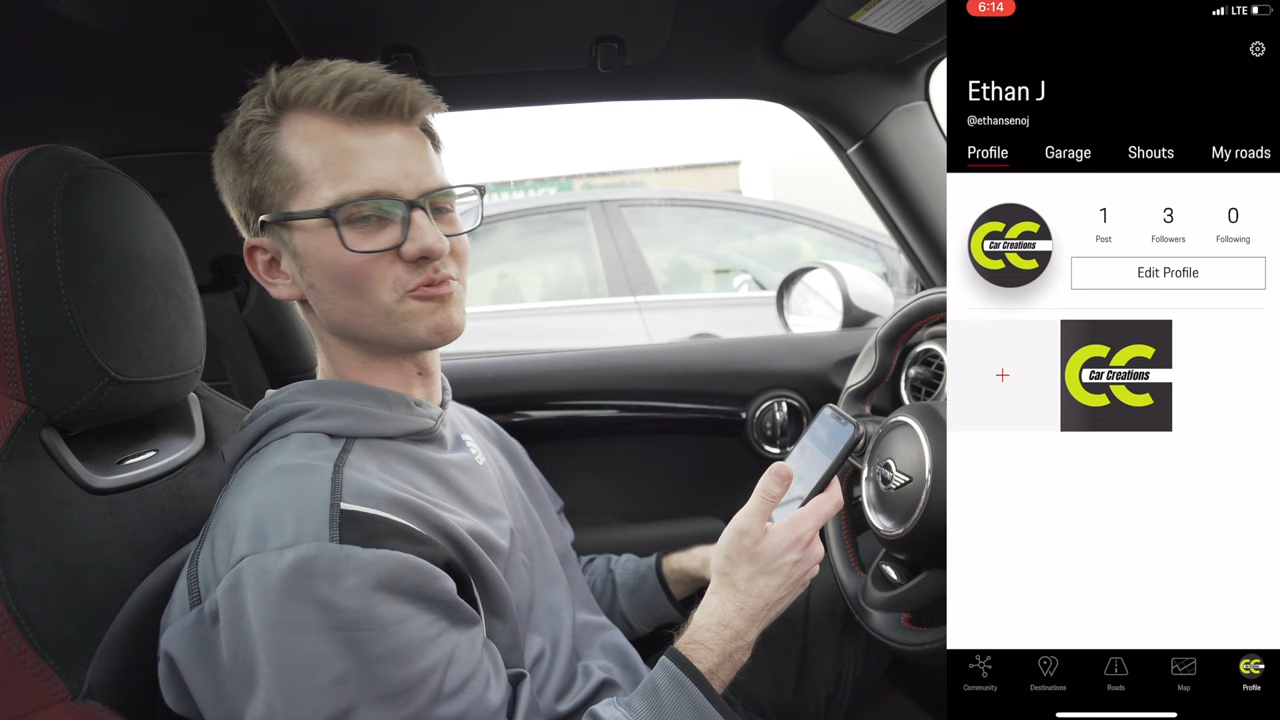 6:14
LTE
Ethan J
@ethansenoj
Profile Garage Shouts My roads
1 3 0
Post Followers Following
Car Creations
Edit Profile
+
Car Creations
Community Destinations Roads Map Profile
MINI